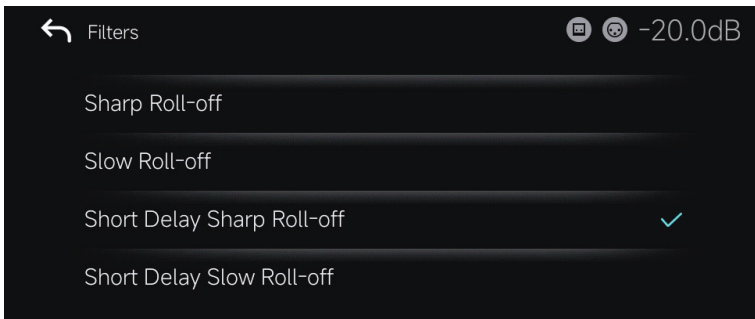 Filters
-20.0dB
Sharp Roll-off
Slow Roll-off
Short Delay Sharp Roll-off
Short Delay Slow Roll-off